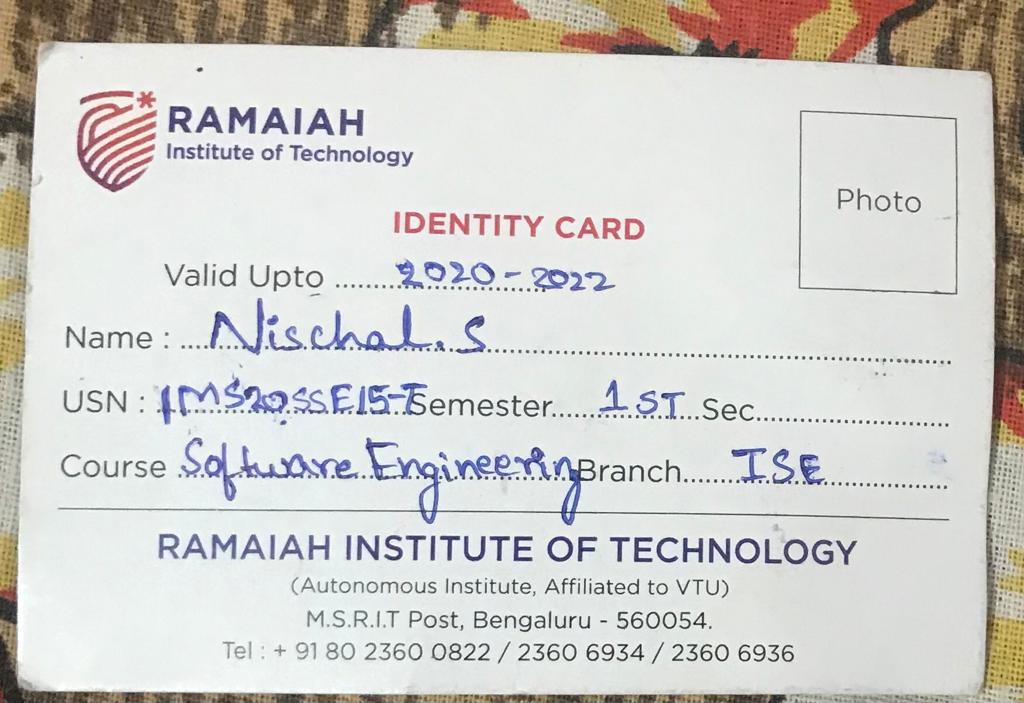 RAMAIAH
Institute of Technology
Photo
IDENTITY CARD
Valid Upto ........2020-2022
Name : ....Nischal.S........................................
USN : 1MS20SSE15-T Semester.......1ST Sec........................
Course Software Engineering Branch.......ISE.............
RAMAIAH INSTITUTE OF TECHNOLOGY
(Autonomous Institute, Affiliated to VTU)
M.S.R.I.T Post, Bengaluru - 560054.
Tel : + 91 80 2360 0822 / 2360 6934 / 2360 6936